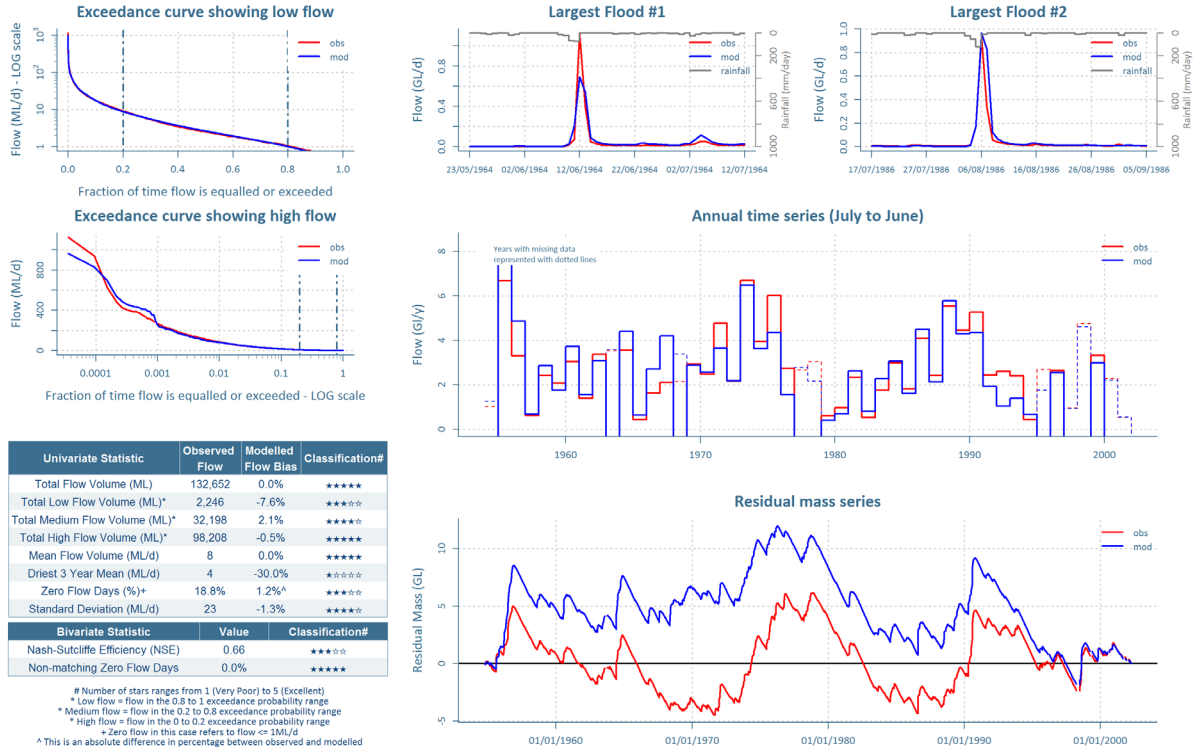 Exceedance curve showing low flow
Flow (ML/d) - LOG scale
10³
10²
10
1
obs
mod
0.0 0.2 0.4 0.6 0.8 1.0
Fraction of time flow is equalled or exceeded
Largest Flood #1
Flow (GL/d)
0.8
0.4
0.0
obs
mod
rainfall
0
200
600
1000
Rainfall (mm/day)
23/05/1964 02/06/1964 12/06/1964 22/06/1964 02/07/1964 12/07/1964
Largest Flood #2
Flow (GL/d)
1.0
0.8
0.6
0.4
0.2
0.0
obs
mod
rainfall
0
200
600
1000
Rainfall (mm/day)
17/07/1986 27/07/1986 06/08/1986 16/08/1986 26/08/1986 05/09/1986
Exceedance curve showing high flow
Flow (ML/d)
800
400
0
obs
mod
0.0001 0.001 0.01 0.1 1
Fraction of time flow is equalled or exceeded - LOG scale
Annual time series (July to June)
Flow (Gl/y)
8
6
4
2
0
Years with missing data
represented with dotted lines
obs
mod
1960 1970 1980 1990 2000
Univariate Statistic Observed Flow Modelled Flow Bias Classification#
Total Flow Volume (ML) 132,652 0.0% ★★★★★
Total Low Flow Volume (ML)* 2,246 -7.6% ★★★☆☆
Total Medium Flow Volume (ML)* 32,198 2.1% ★★★★☆
Total High Flow Volume (ML)* 98,208 -0.5% ★★★★★
Mean Flow Volume (ML/d) 8 0.0% ★★★★★
Driest 3 Year Mean (ML/d) 4 -30.0% ★☆☆☆☆
Zero Flow Days (%)+ 18.8% 1.2%^ ★★★☆☆
Standard Deviation (ML/d) 23 -1.3% ★★★★☆
Bivariate Statistic Value Classification#
Nash-Sutcliffe Efficiency (NSE) 0.66 ★★★☆☆
Non-matching Zero Flow Days 0.0% ★★★★★
# Number of stars ranges from 1 (Very Poor) to 5 (Excellent)
* Low flow = flow in the 0.8 to 1 exceedance probability range
* Medium flow = flow in the 0.2 to 0.8 exceedance probability range
* High flow = flow in the 0 to 0.2 exceedance probability range
+ Zero flow in this case refers to flow <= 1ML/d
^ This is an absolute difference in percentage between observed and modelled
Residual mass series
Residual Mass (GL)
10
5
0
-5
obs
mod
01/01/1960 01/01/1970 01/01/1980 01/01/1990 01/01/2000